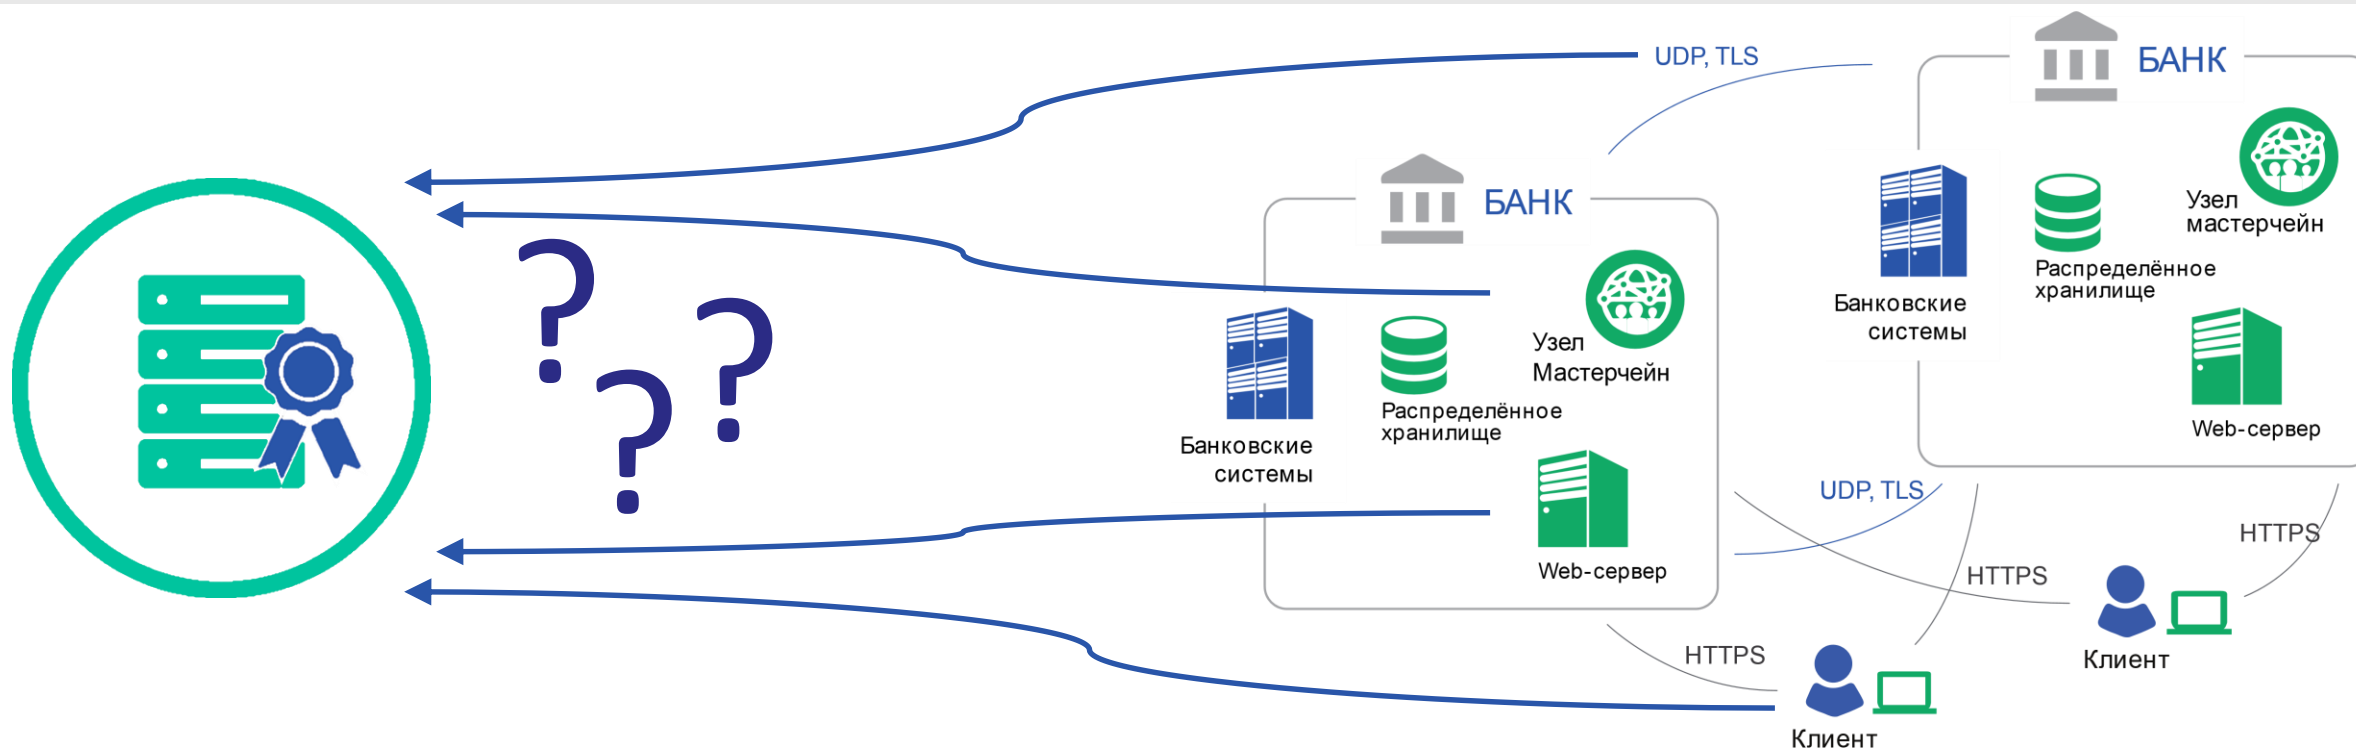 UDP, TLS
БАНК
Узел
мастерчейн
Распределённое
хранилище
Банковские
системы
Web-сервер
БАНК
Узел
Мастерчейн
Распределённое
хранилище
Банковские
системы
Web-сервер
? ? ?
UDP, TLS
HTTPS
HTTPS
HTTPS
Клиент
Клиент